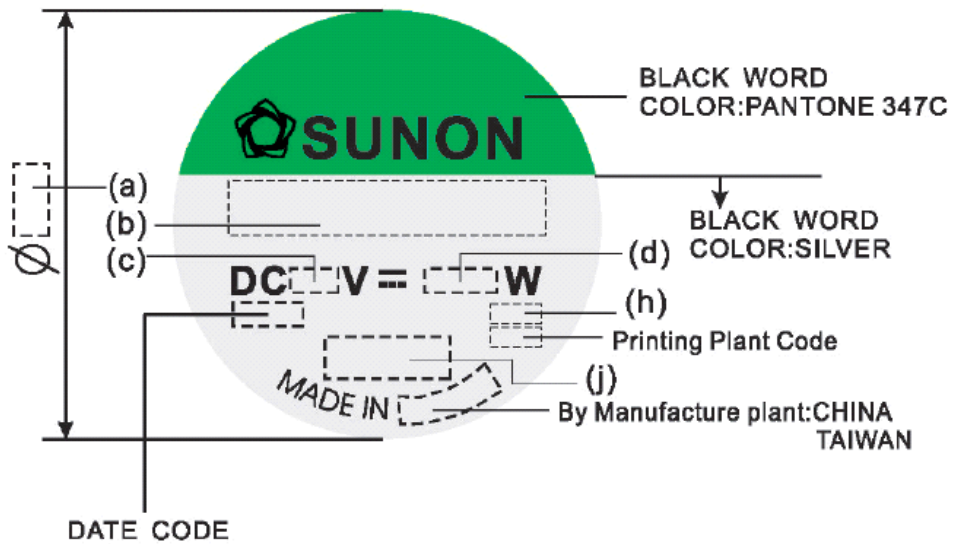 BLACK WORD
COLOR:PANTONE 347C
SUNON
(a)
(b)
BLACK WORD
COLOR:SILVER
Ø
(c)
(d)
DC V W
(h)
Printing Plant Code
(j)
MADE IN
By Manufacture plant:CHINA
TAIWAN
DATE CODE